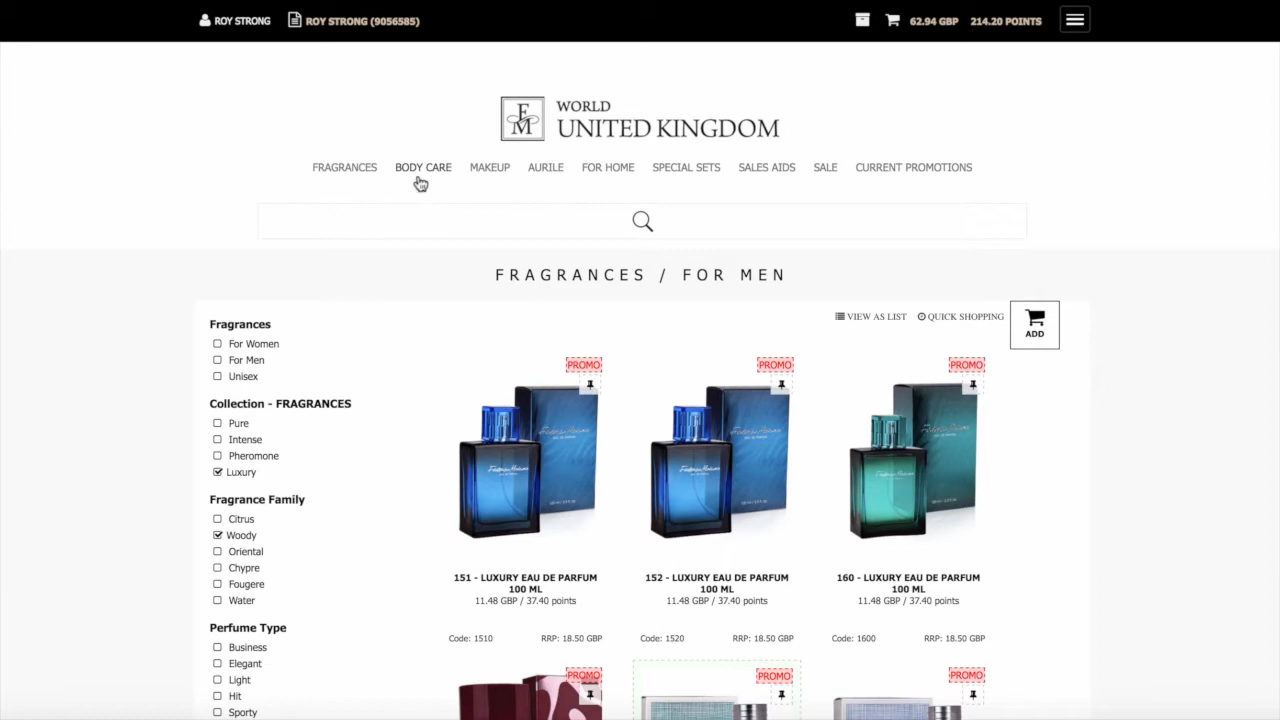 ROY STRONG ROY STRONG (9056585) 62.94 GBP 214.20 POINTS
FM WORLD
UNITED KINGDOM
FRAGRANCES BODY CARE MAKEUP AURILE FOR HOME SPECIAL SETS SALES AIDS SALE CURRENT PROMOTIONS
FRAGRANCES / FOR MEN
VIEW AS LIST QUICK SHOPPING
ADD
Fragrances
For Women
For Men
Unisex
Collection - FRAGRANCES
Pure
Intense
Pheromone
Luxury
Fragrance Family
Citrus
Woody
Oriental
Chypre
Fougere
Water
Perfume Type
Business
Elegant
Light
Hit
Sporty
PROMO
151 - LUXURY EAU DE PARFUM
100 ML
11.48 GBP / 37.40 points
Code: 1510 RRP: 18.50 GBP
PROMO
152 - LUXURY EAU DE PARFUM
100 ML
11.48 GBP / 37.40 points
Code: 1520 RRP: 18.50 GBP
PROMO
160 - LUXURY EAU DE PARFUM
100 ML
11.48 GBP / 37.40 points
Code: 1600 RRP: 18.50 GBP
PROMO
PROMO
PROMO